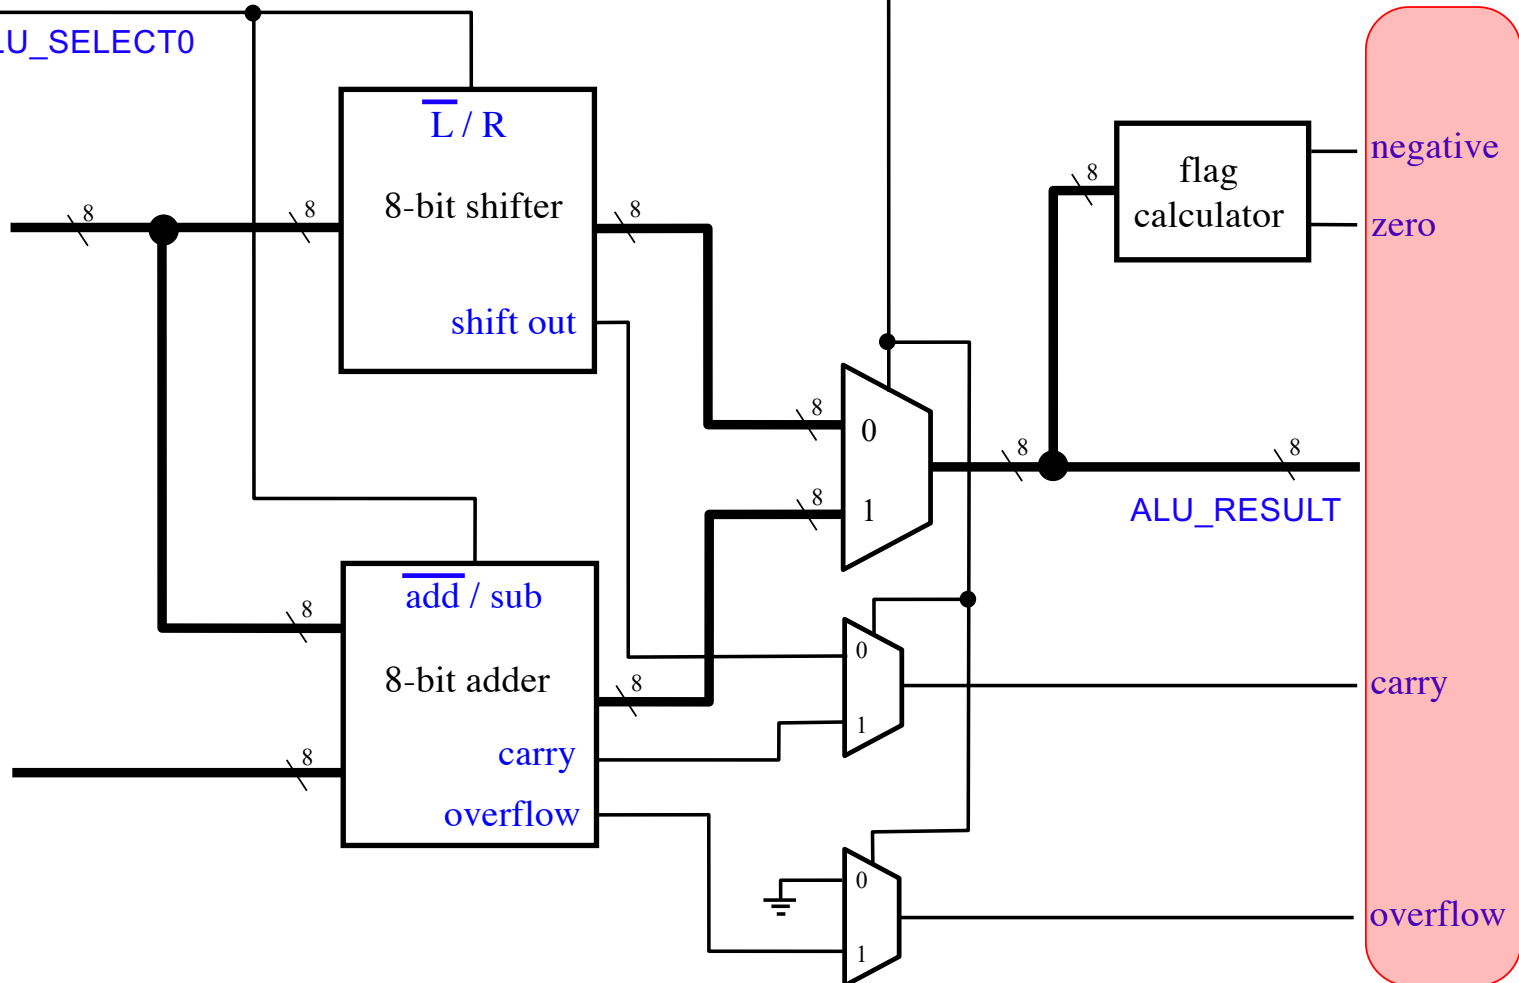 LU_SELECT0
L / R
8-bit shifter
shift out
8
8
8
8
flag
calculator
negative
zero
8
0
8
1
8
8
ALU_RESULT
add / sub
8
8-bit adder
8
carry
overflow
8
0
1
carry
0
1
overflow